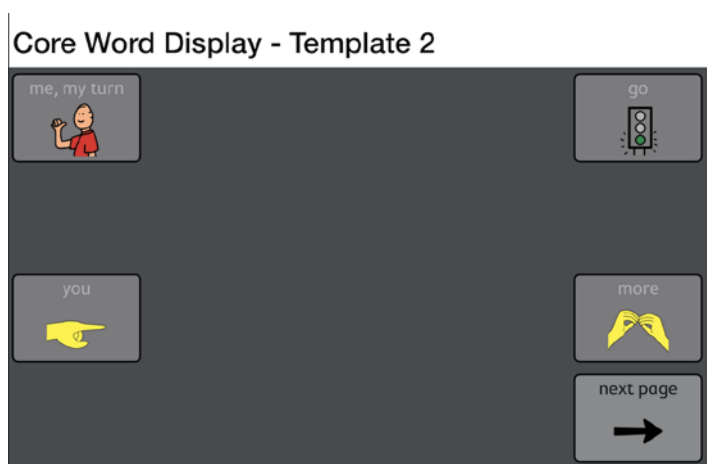 Core Word Display - Template 2
me, my turn
go
you
more
next page